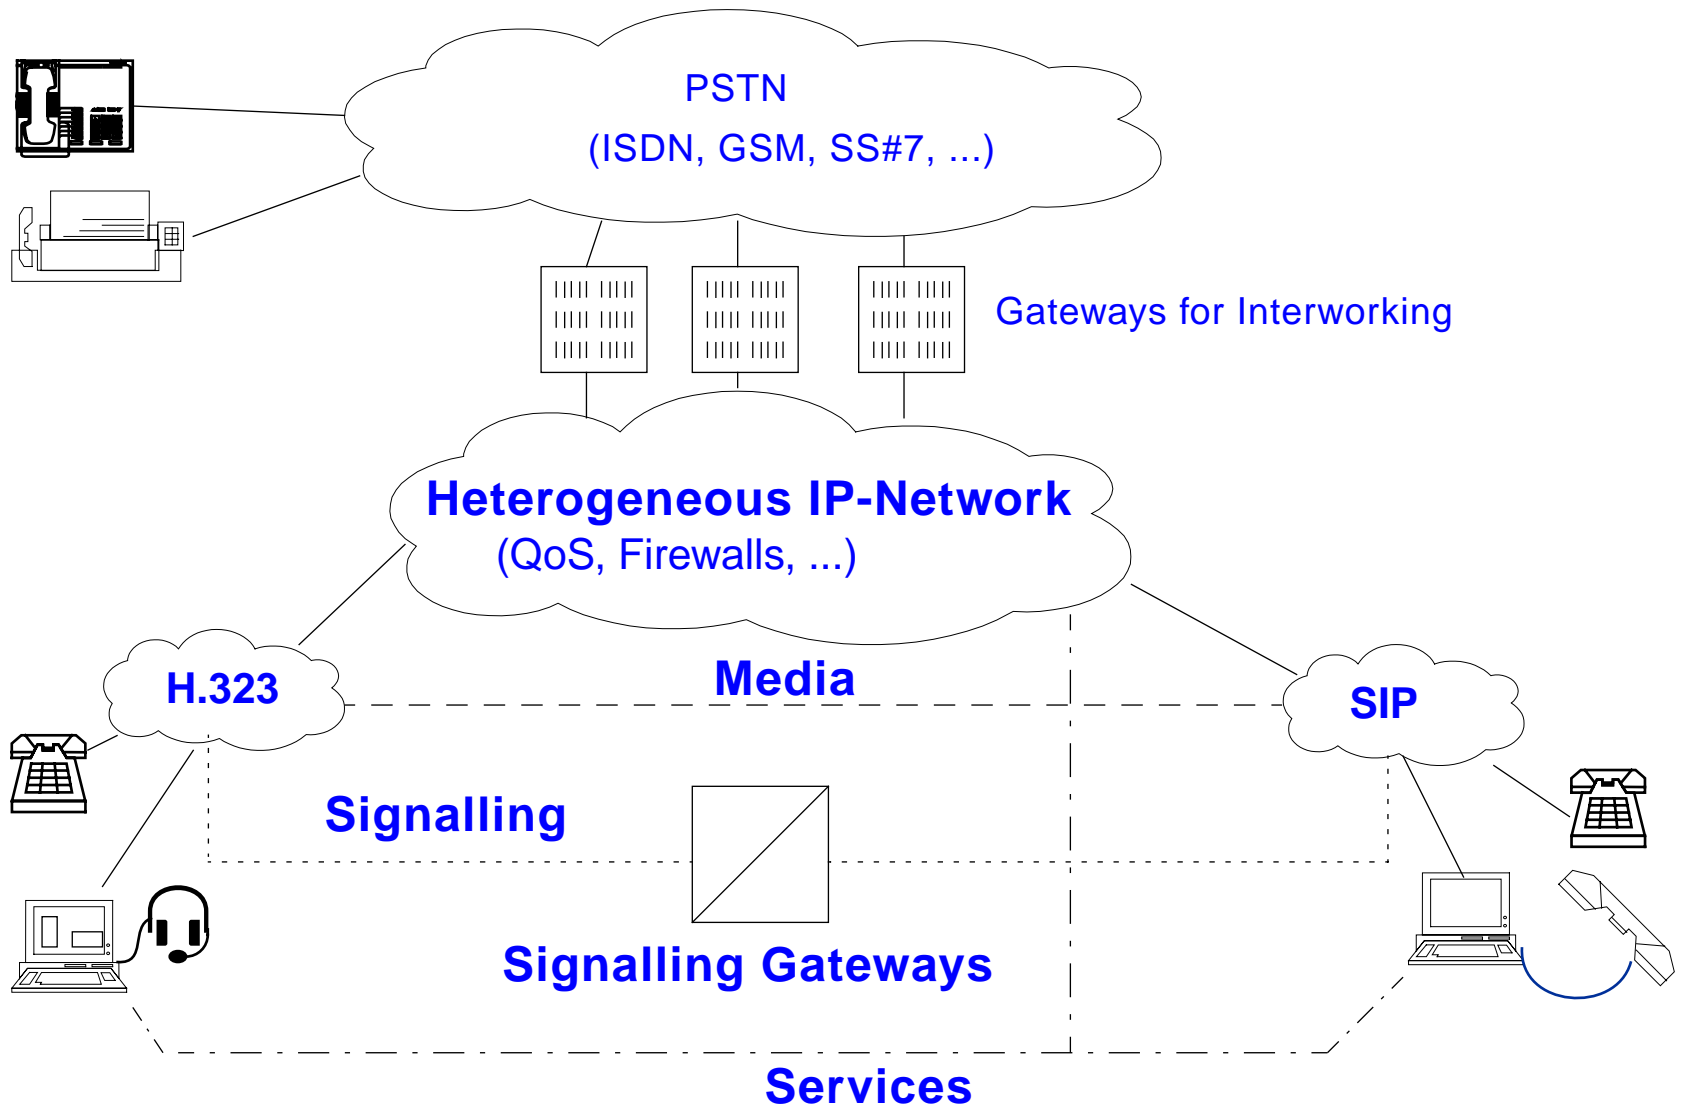 PSTN
(ISDN, GSM, SS#7, ...)
Gateways for Interworking
Heterogeneous IP-Network
(QoS, Firewalls, ...)
H.323
Media
SIP
Signalling
Signalling Gateways
Services